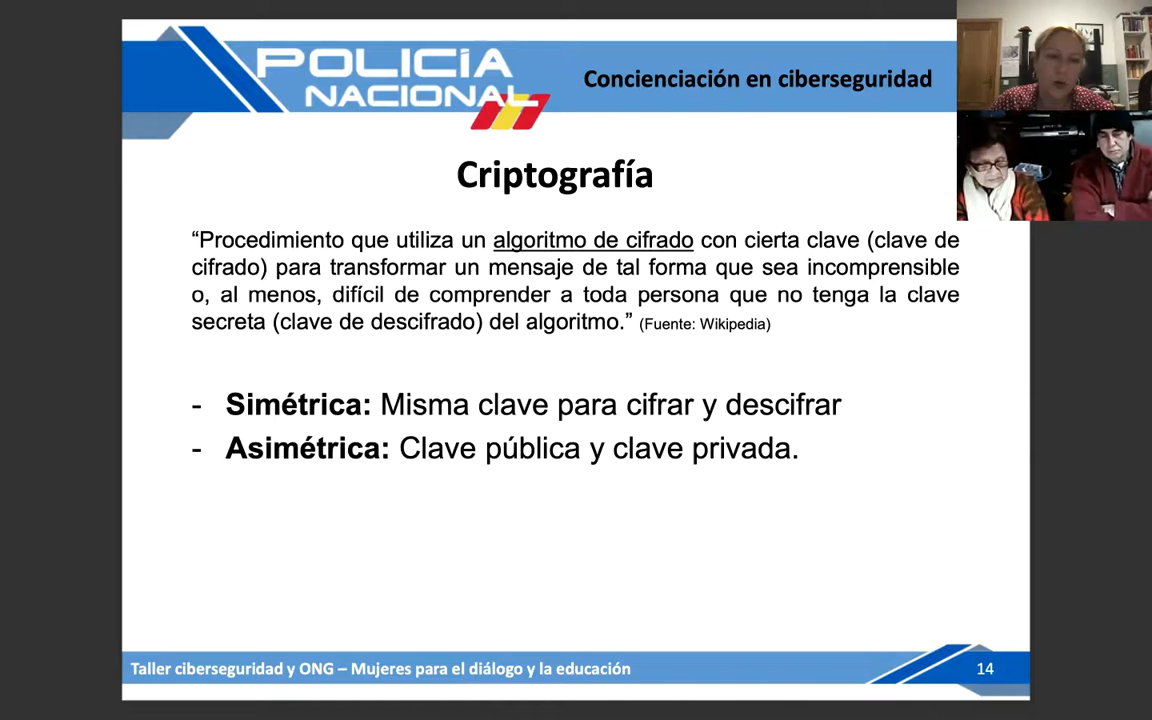 POLICÍA
NACIONAL
Concienciación en ciberseguridad
Criptografía
“Procedimiento que utiliza un algoritmo de cifrado con cierta clave (clave de
cifrado) para transformar un mensaje de tal forma que sea incomprensible
o, al menos, difícil de comprender a toda persona que no tenga la clave
secreta (clave de descifrado) del algoritmo.” (Fuente: Wikipedia)
- Simétrica: Misma clave para cifrar y descifrar
- Asimétrica: Clave pública y clave privada.
Taller ciberseguridad y ONG – Mujeres para el diálogo y la educación
14